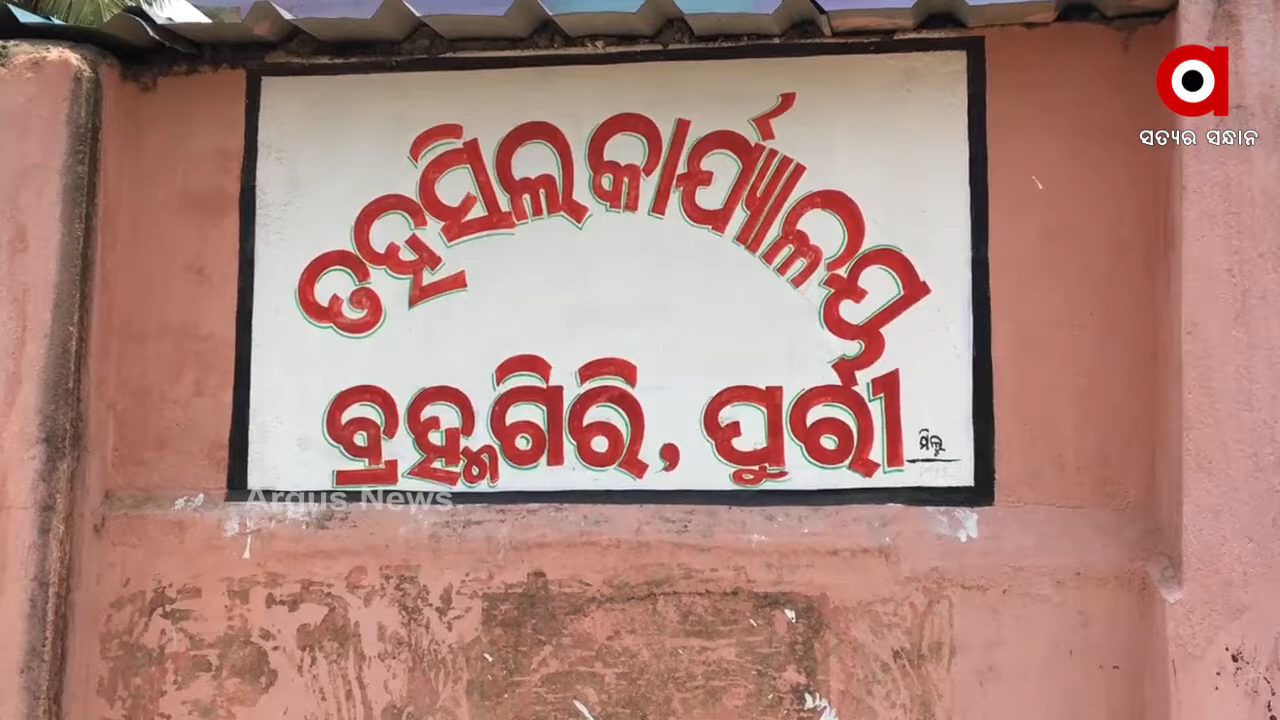 ତହସିଲ କାର୍ଯ୍ୟାଳୟ
ବ୍ରହ୍ମଗିରି, ପୁରୀ
ସତ୍ୟର ସନ୍ଧାନ
Argus News